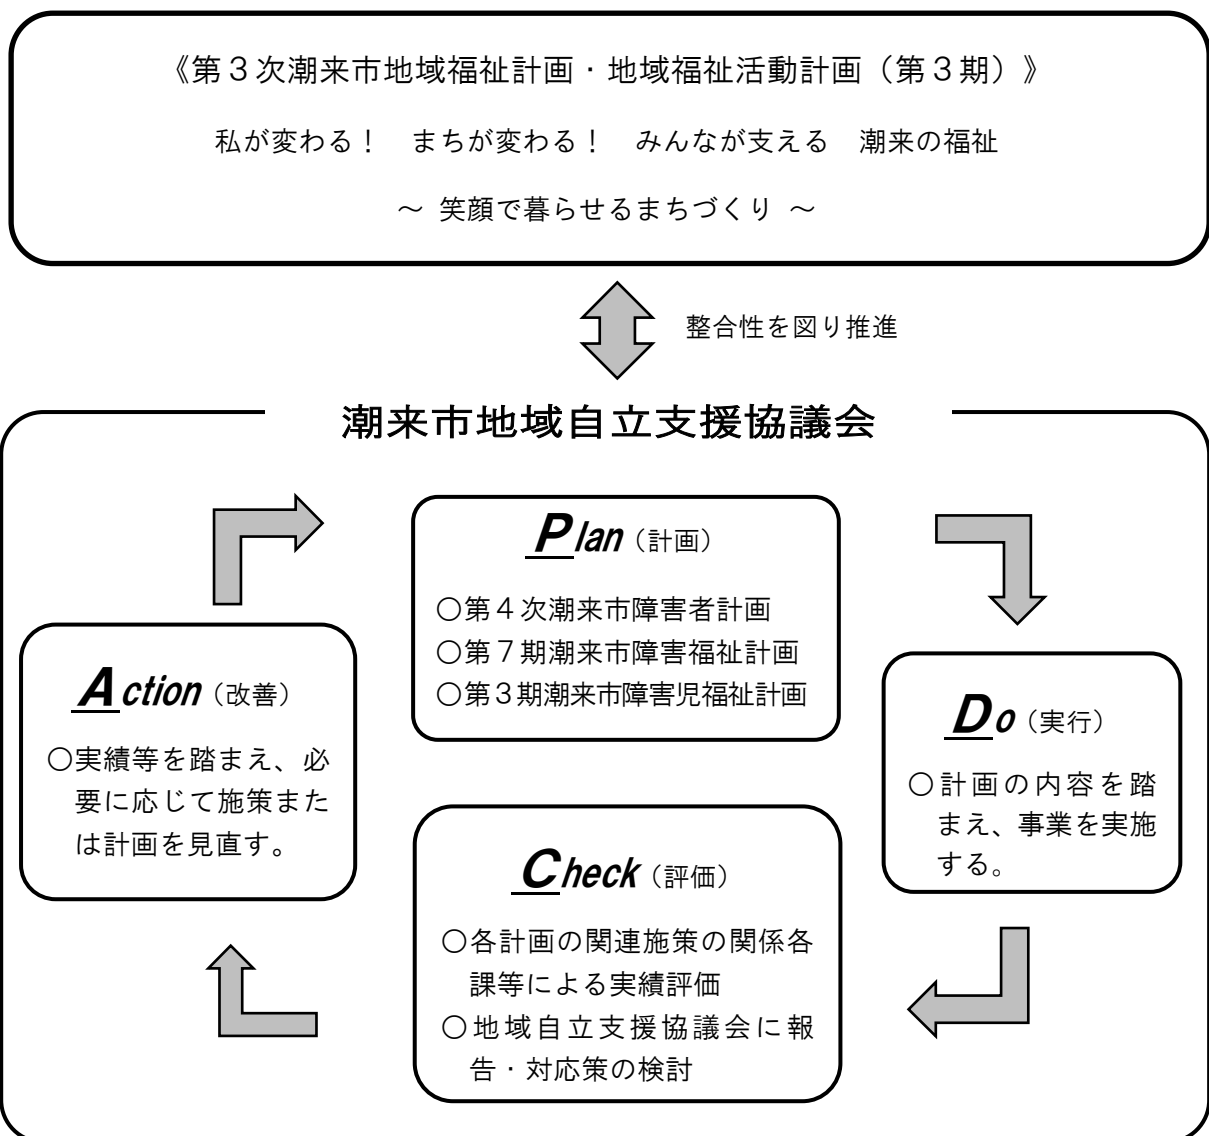 《第３次潮来市地域福祉計画・地域福祉活動計画（第３期）》
私が変わる！　まちが変わる！　みんなが支える　潮来の福祉
～ 笑顔で暮らせるまちづくり ～
整合性を図り推進
潮来市地域自立支援協議会
Plan（計画）
○第４次潮来市障害者計画
○第７期潮来市障害福祉計画
○第３期潮来市障害児福祉計画
Do（実行）
○計画の内容を踏
まえ、事業を実施
する。
Check（評価）
○各計画の関連施策の関係各
課等による実績評価
○地域自立支援協議会に報
告・対応策の検討
Action（改善）
○実績等を踏まえ、必
要に応じて施策また
は計画を見直す。